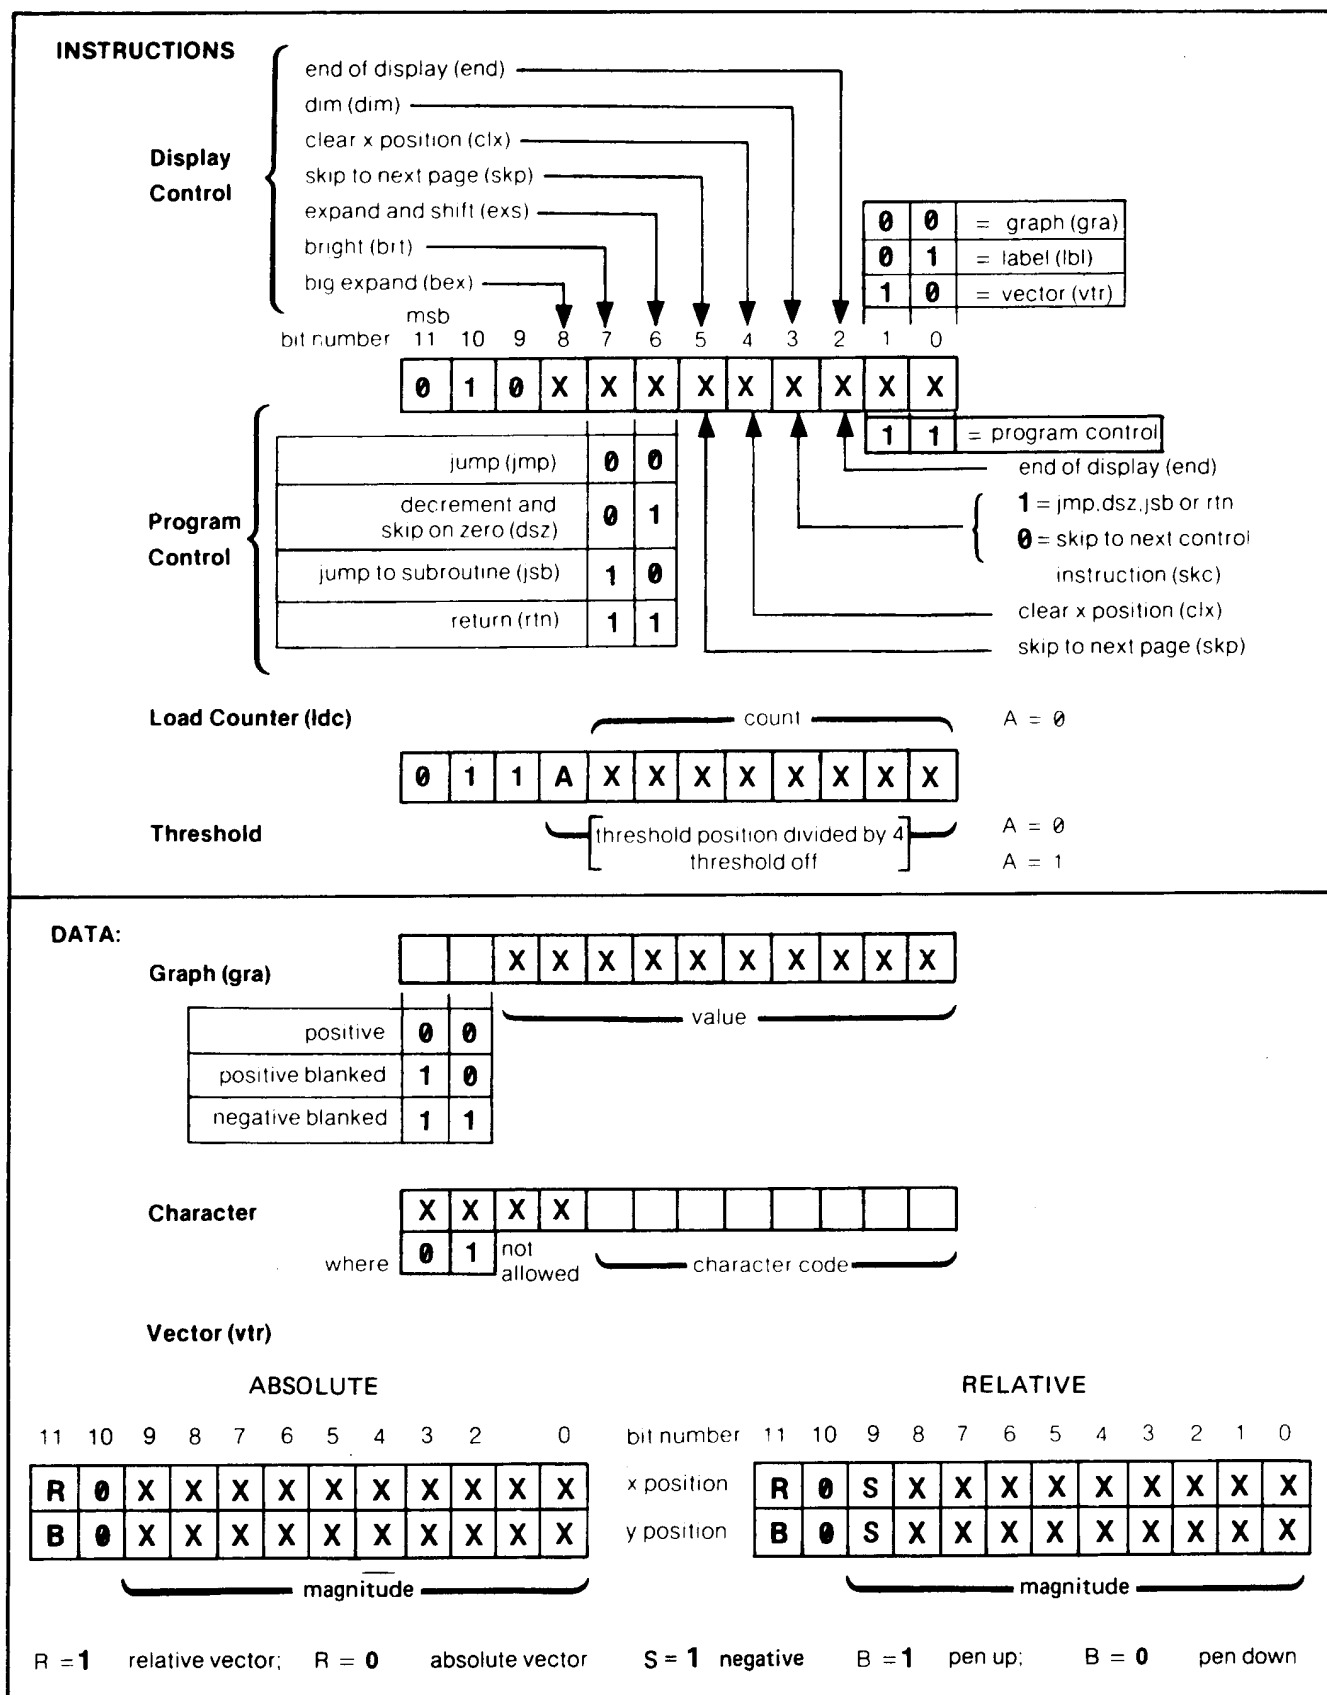 INSTRUCTIONS
Display
Control
end of display (end)
dim (dim)
clear x position (clx)
skip to next page (skp)
expand and shift (exs)
bright (brt)
big expand (bex)
0 0 = graph (gra)
0 1 = label (lbl)
1 0 = vector (vtr)
msb
bit number 11 10 9 8 7 6 5 4 3 2 1 0
0 1 0 X X X X X X X X X
1 1 = program control
Program
Control
jump (jmp) 0 0
decrement and
skip on zero (dsz) 0 1
jump to subroutine (jsb) 1 0
return (rtn) 1 1
end of display (end)
1 = jmp.dsz.jsb or rtn
0 = skip to next control
instruction (skc)
clear x position (clx)
skip to next page (skp)
Load Counter (ldc) count A = 0
0 1 1 A X X X X X X X X
Threshold
threshold position divided by 4 A = 0
threshold off A = 1
DATA:
Graph (gra)
X X X X X X X X X X
value
positive 0 0
positive blanked 1 0
negative blanked 1 1
Character
X X X X
where 0 1 not
allowed
character code
Vector (vtr)
ABSOLUTE
11 10 9 8 7 6 5 4 3 2 0
R 0 X X X X X X X X X X
B 0 X X X X X X X X X X
magnitude
RELATIVE
bit number 11 10 9 8 7 6 5 4 3 2 1 0
x position R 0 S X X X X X X X X X
y position B 0 S X X X X X X X X X
magnitude
R = 1 relative vector; R = 0 absolute vector S = 1 negative B = 1 pen up; B = 0 pen down